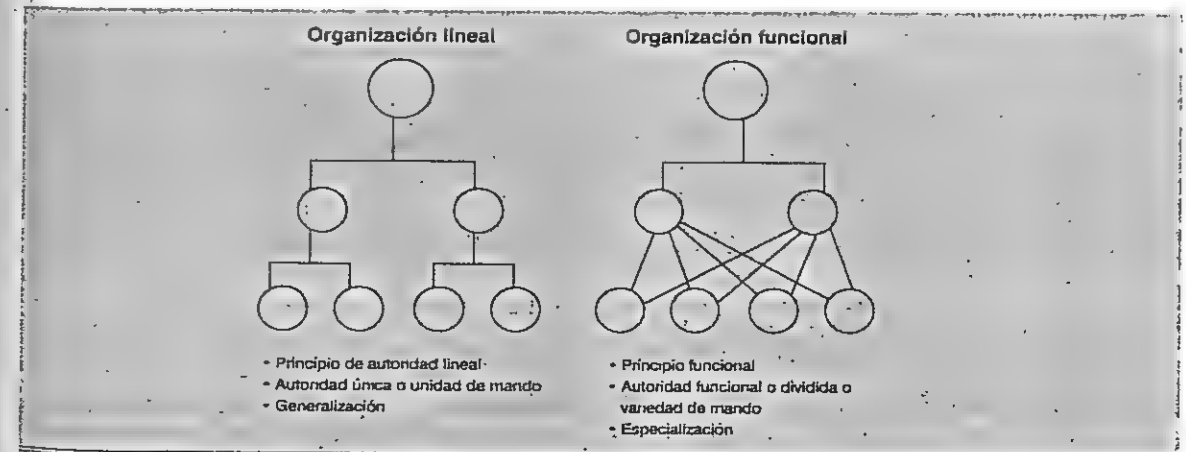 Organización lineal
Organización funcional
• Principio de autoridad lineal
• Autoridad única o unidad de mando
• Generalización
• Principio funcional
• Autoridad funcional o dividida o
variedad de mando
• Especialización